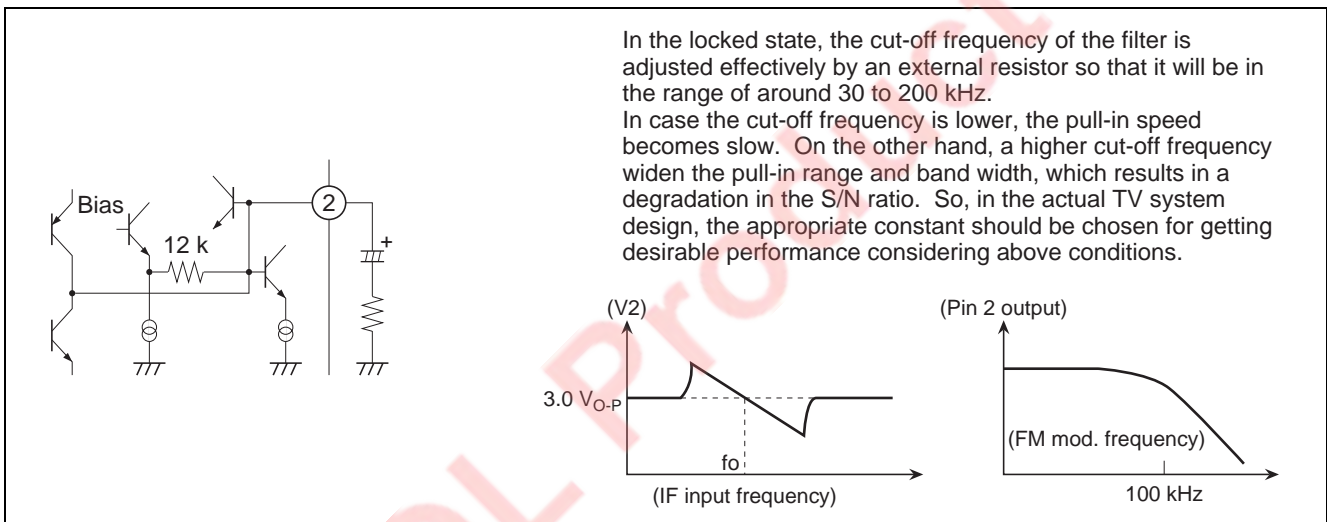 In the locked state, the cut-off frequency of the filter is
adjusted effectively by an external resistor so that it will be in
the range of around 30 to 200 kHz.
In case the cut-off frequency is lower, the pull-in speed
becomes slow.  On the other hand, a higher cut-off frequency
widen the pull-in range and band width, which results in a
degradation in the S/N ratio.  So, in the actual TV system
design, the appropriate constant should be chosen for getting
desirable performance considering above conditions.
Bias
12 k
2
+
(V2)
3.0 VO-P
fo
(IF input frequency)
(Pin 2 output)
(FM mod. frequency)
100 kHz
OL Product